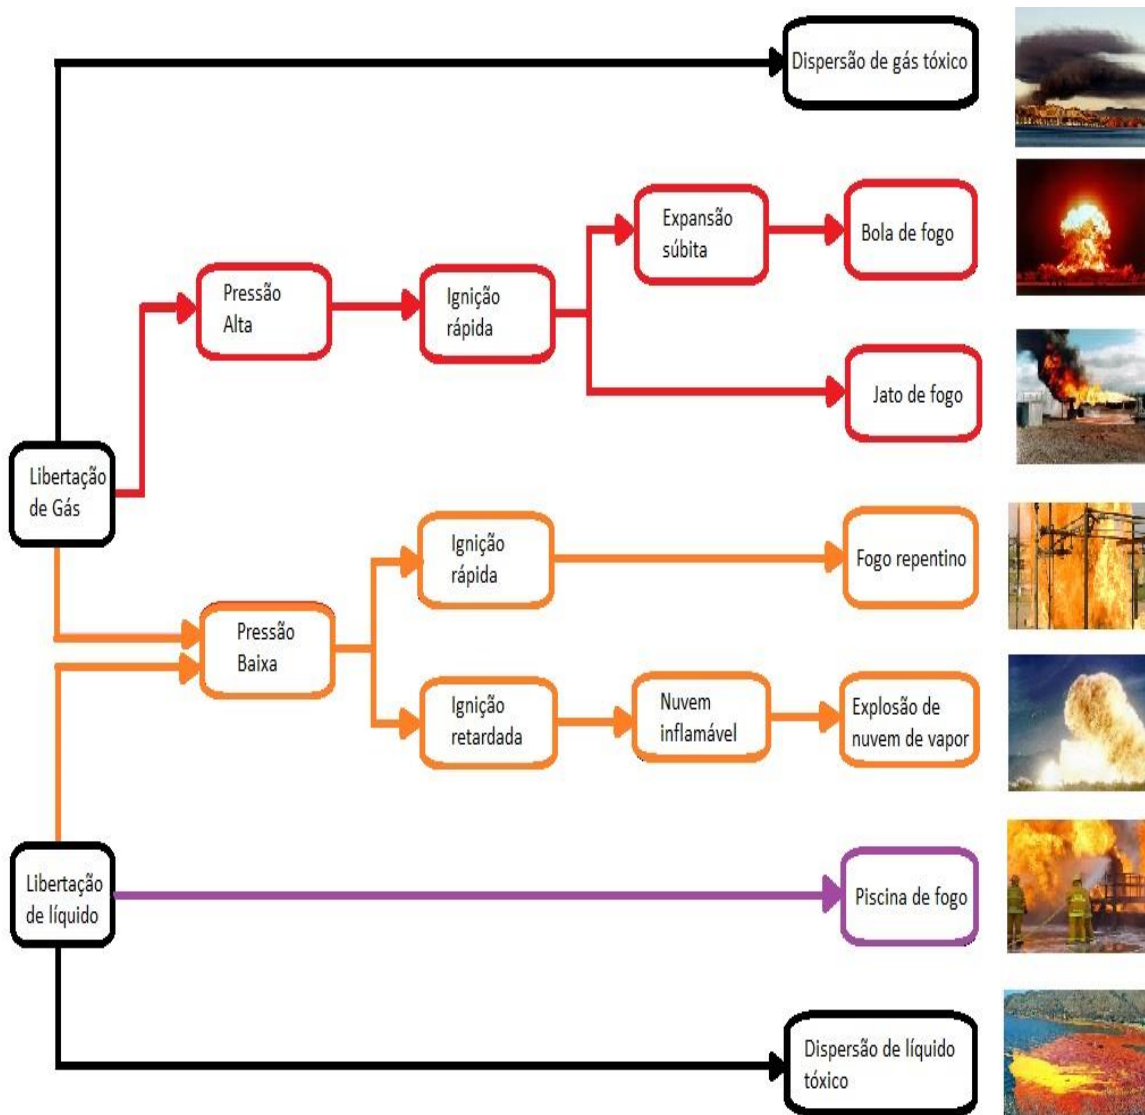 Dispersão de gás tóxico
Expansão
súbita
Bola de fogo
Pressão
Alta
Ignição
rápida
Jato de fogo
Libertação
de Gás
Ignição
rápida
Fogo repentino
Pressão
Baixa
Ignição
retardada
Nuvem
inflamável
Explosão de
nuvem de vapor
Libertação
de líquido
Piscina de fogo
Dispersão de líquido
tóxico